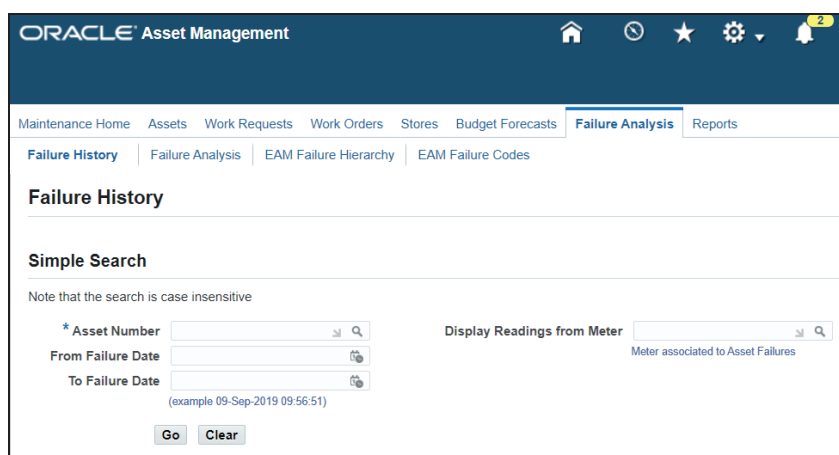 ORACLE Asset Management
2
Maintenance Home Assets Work Requests Work Orders Stores Budget Forecasts Failure Analysis Reports
Failure History Failure Analysis EAM Failure Hierarchy EAM Failure Codes
Failure History
Simple Search
Note that the search is case insensitive
* Asset Number Display Readings from Meter
From Failure Date Meter associated to Asset Failures
To Failure Date
(example 09-Sep-2019 09:56:51)
Go Clear